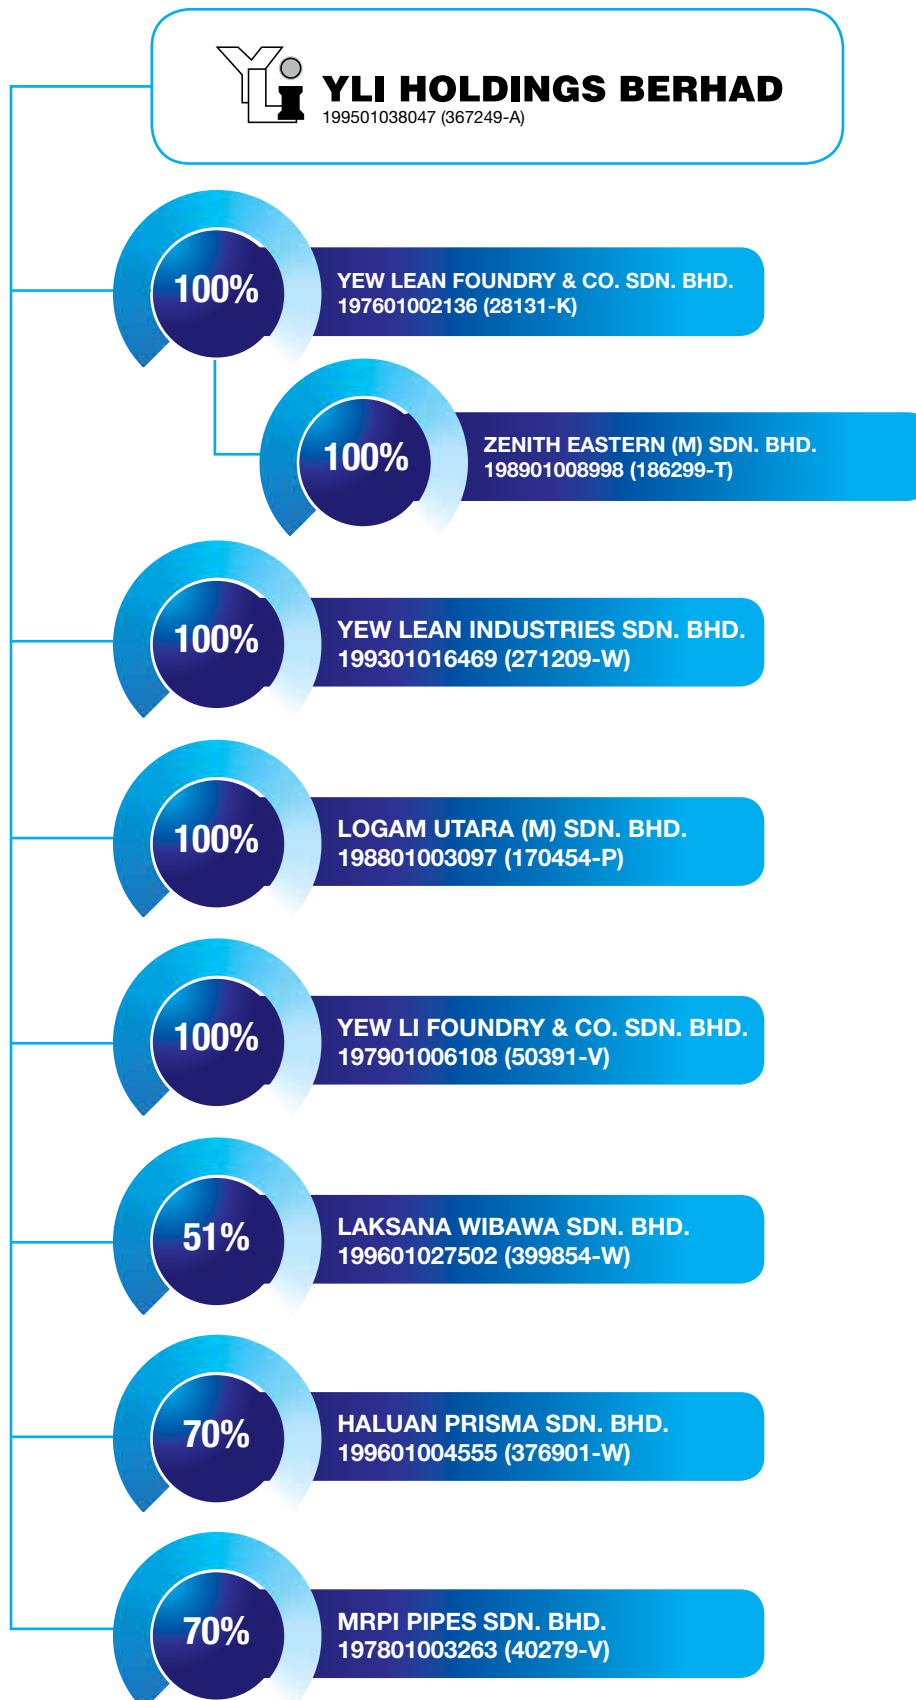 YLi
YLI HOLDINGS BERHAD
199501038047 (367249-A)
100%
YEW LEAN FOUNDRY & CO. SDN. BHD.
197601002136 (28131-K)
100%
ZENITH EASTERN (M) SDN. BHD.
198901008998 (186299-T)
100%
YEW LEAN INDUSTRIES SDN. BHD.
199301016469 (271209-W)
100%
LOGAM UTARA (M) SDN. BHD.
198801003097 (170454-P)
100%
YEW LI FOUNDRY & CO. SDN. BHD.
197901006108 (50391-V)
51%
LAKSANA WIBAWA SDN. BHD.
199601027502 (399854-W)
70%
HALUAN PRISMA SDN. BHD.
199601004555 (376901-W)
70%
MRPI PIPES SDN. BHD.
197801003263 (40279-V)